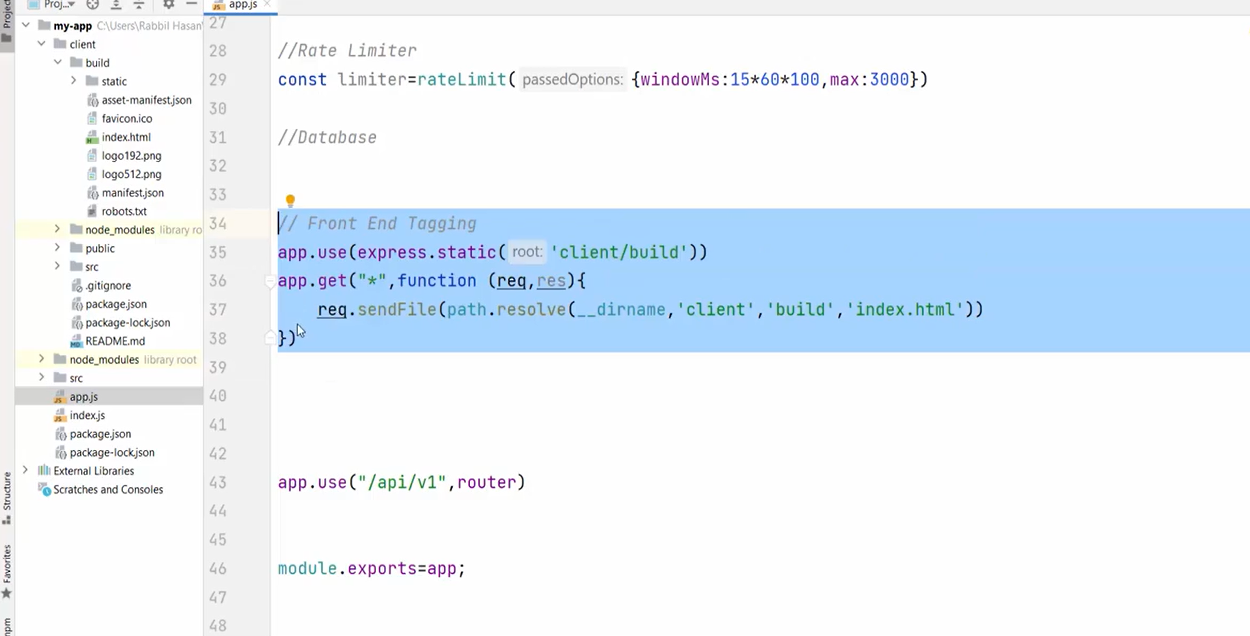 Proj...
app.js
Project
my-app C:\Users\Rabbil Hasan
client
build
static
asset-manifest.json
favicon.ico
index.html
logo192.png
logo512.png
manifest.json
robots.txt
node_modules library ro
public
src
.gitignore
package.json
package-lock.json
README.md
node_modules library root
src
app.js
index.js
package.json
package-lock.json
External Libraries
Scratches and Consoles
Structure
Favorites
npm
27
28 //Rate Limiter
29 const limiter=rateLimit( passedOptions: {windowMs:15*60*100,max:3000})
30
31 //Database
32
33
34 // Front End Tagging
35 app.use(express.static( root: 'client/build'))
36 app.get("*",function (req,res){
37 req.sendFile(path.resolve(__dirname,'client','build','index.html'))
38 })
39
40
41
42
43 app.use("/api/v1",router)
44
45
46 module.exports=app;
47
48